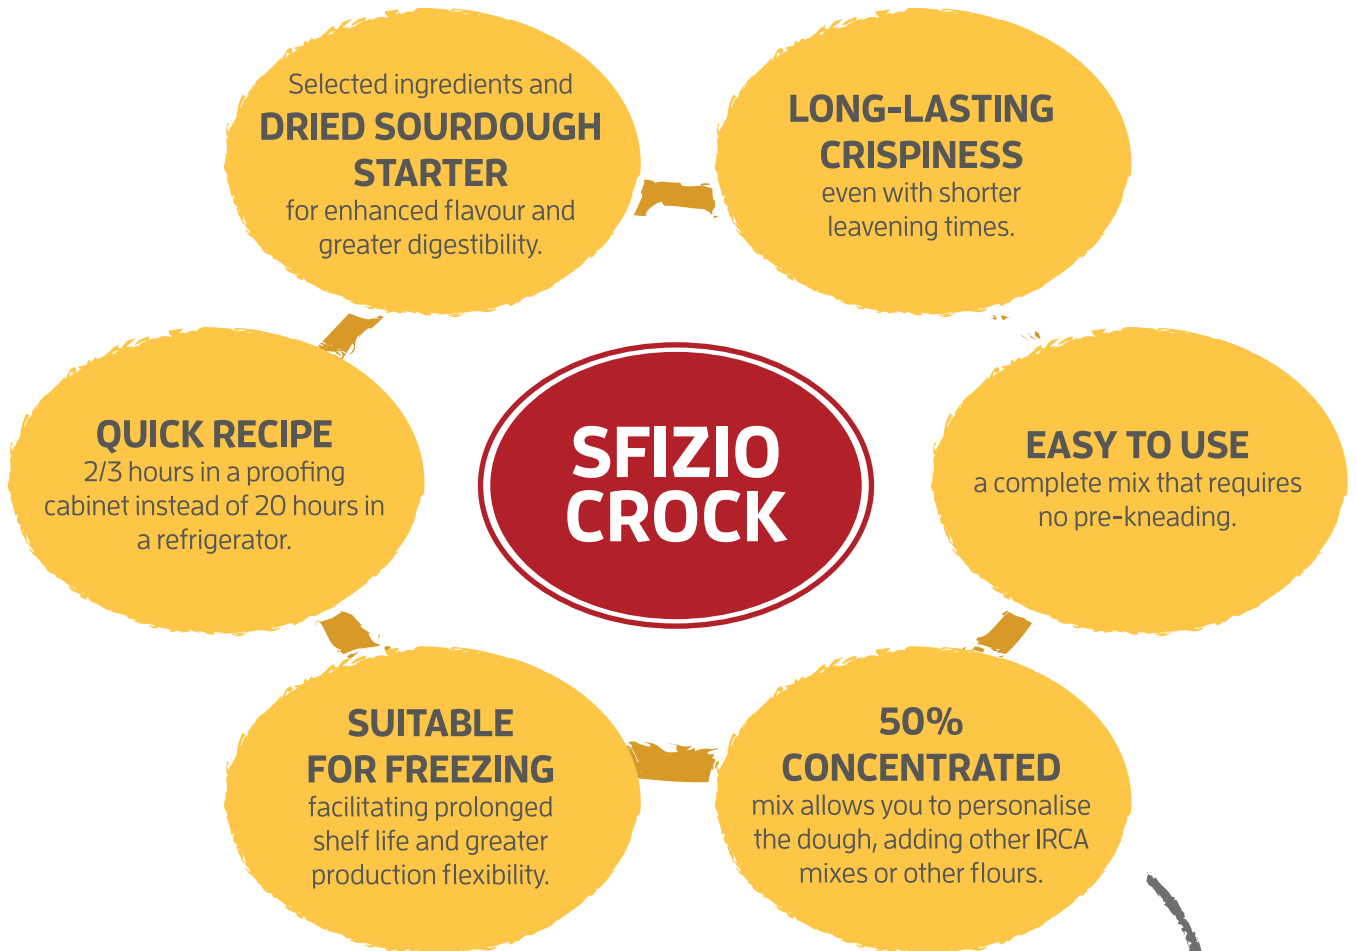 Selected ingredients and
DRIED SOURDOUGH
STARTER
for enhanced flavour and
greater digestibility.
LONG-LASTING
CRISPINESS
even with shorter
leavening times.
QUICK RECIPE
2/3 hours in a proofing
cabinet instead of 20 hours in
a refrigerator.
SFIZIO
CROCK
EASY TO USE
a complete mix that requires
no pre-kneading.
SUITABLE
FOR FREEZING
facilitating prolonged
shelf life and greater
production flexibility.
50%
CONCENTRATED
mix allows you to personalise
the dough, adding other IRCA
mixes or other flours.